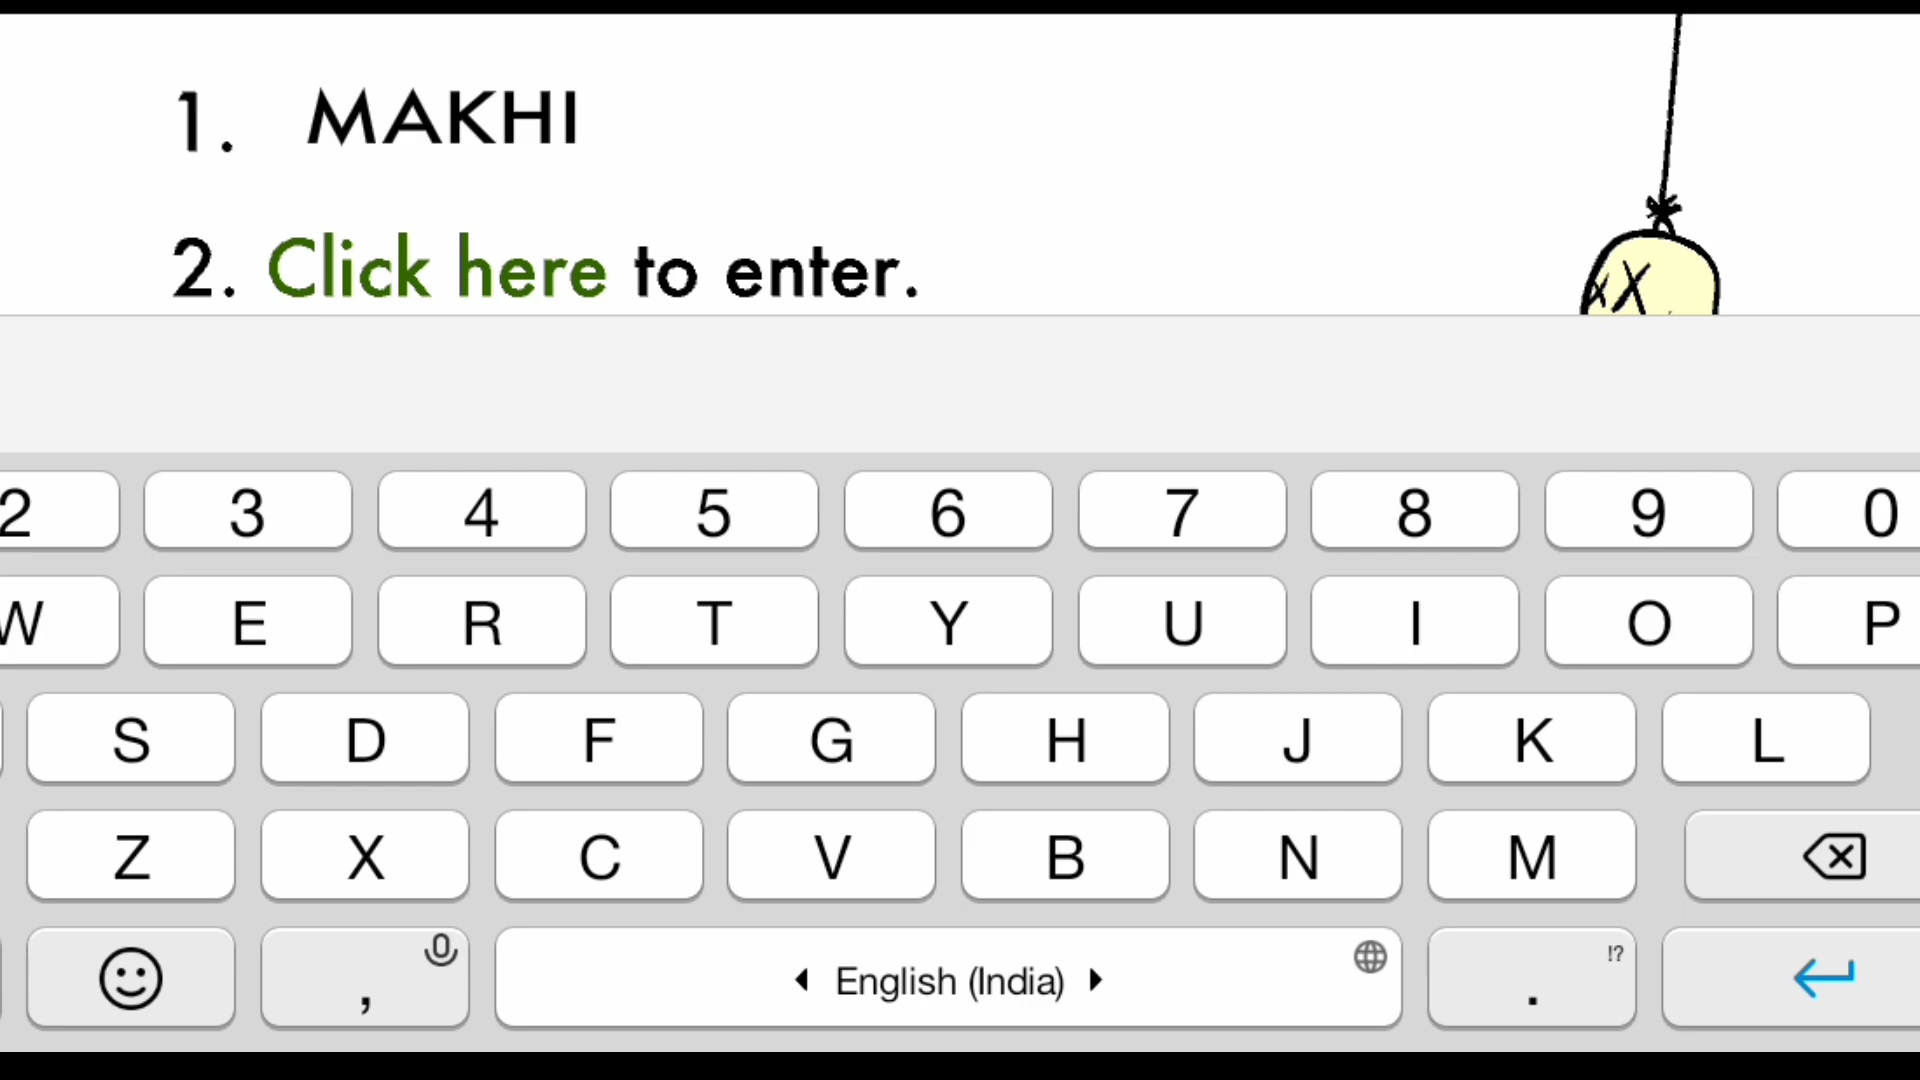 1. MAKHI
2. Click here to enter.
2 3 4 5 6 7 8 9 0
W E R T Y U I O P
S D F G H J K L
Z X C V B N M
, English (India) !? .